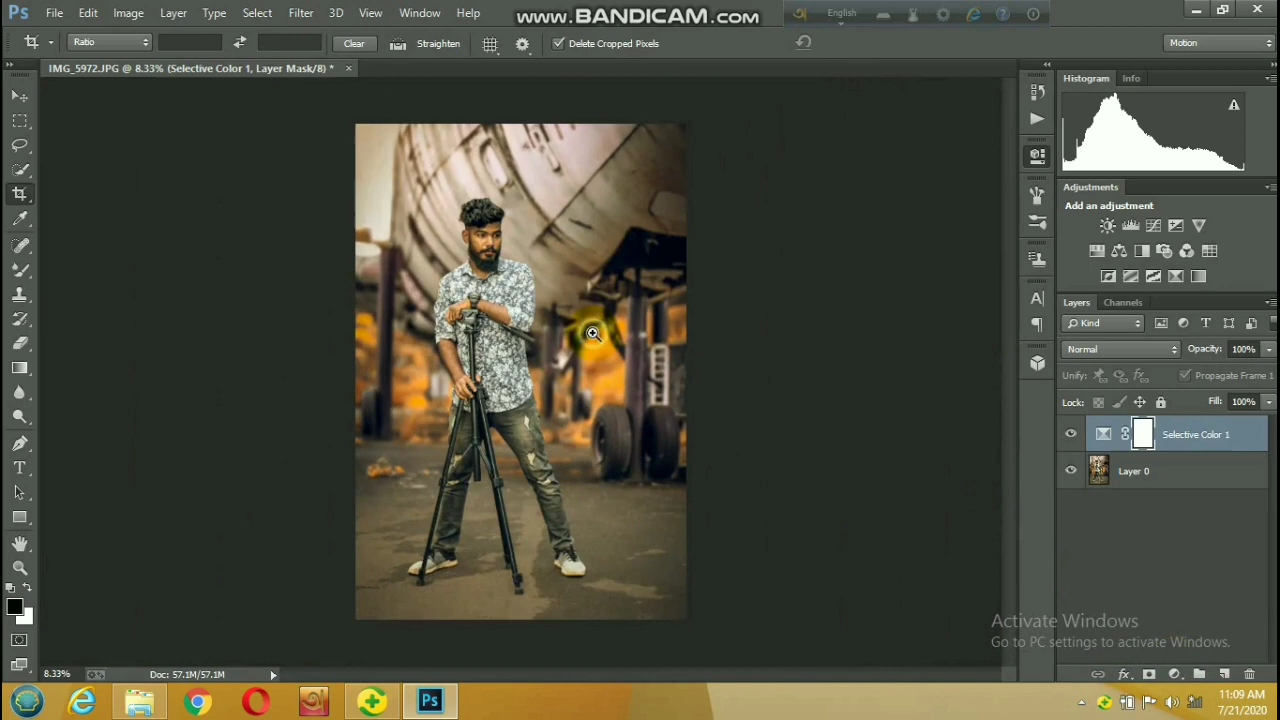 Ps File Edit Image Layer Type Select Filter 3D View Window Help
www.BANDICAM.com
English
Ratio Clear Straighten Delete Cropped Pixels Motion
IMG_5972.JPG @ 8.33% (Selective Color 1, Layer Mask/8) * ×
Histogram Info
Adjustments
Add an adjustment
Layers Channels
Kind
Normal Opacity: 100%
Unify: Propagate Frame 1
Lock: Fill: 100%
Selective Color 1
Layer 0
Activate Windows
Go to PC settings to activate Windows.
8.33% Doc: 57.1M/57.1M
Ps
11:09 AM
7/21/2020